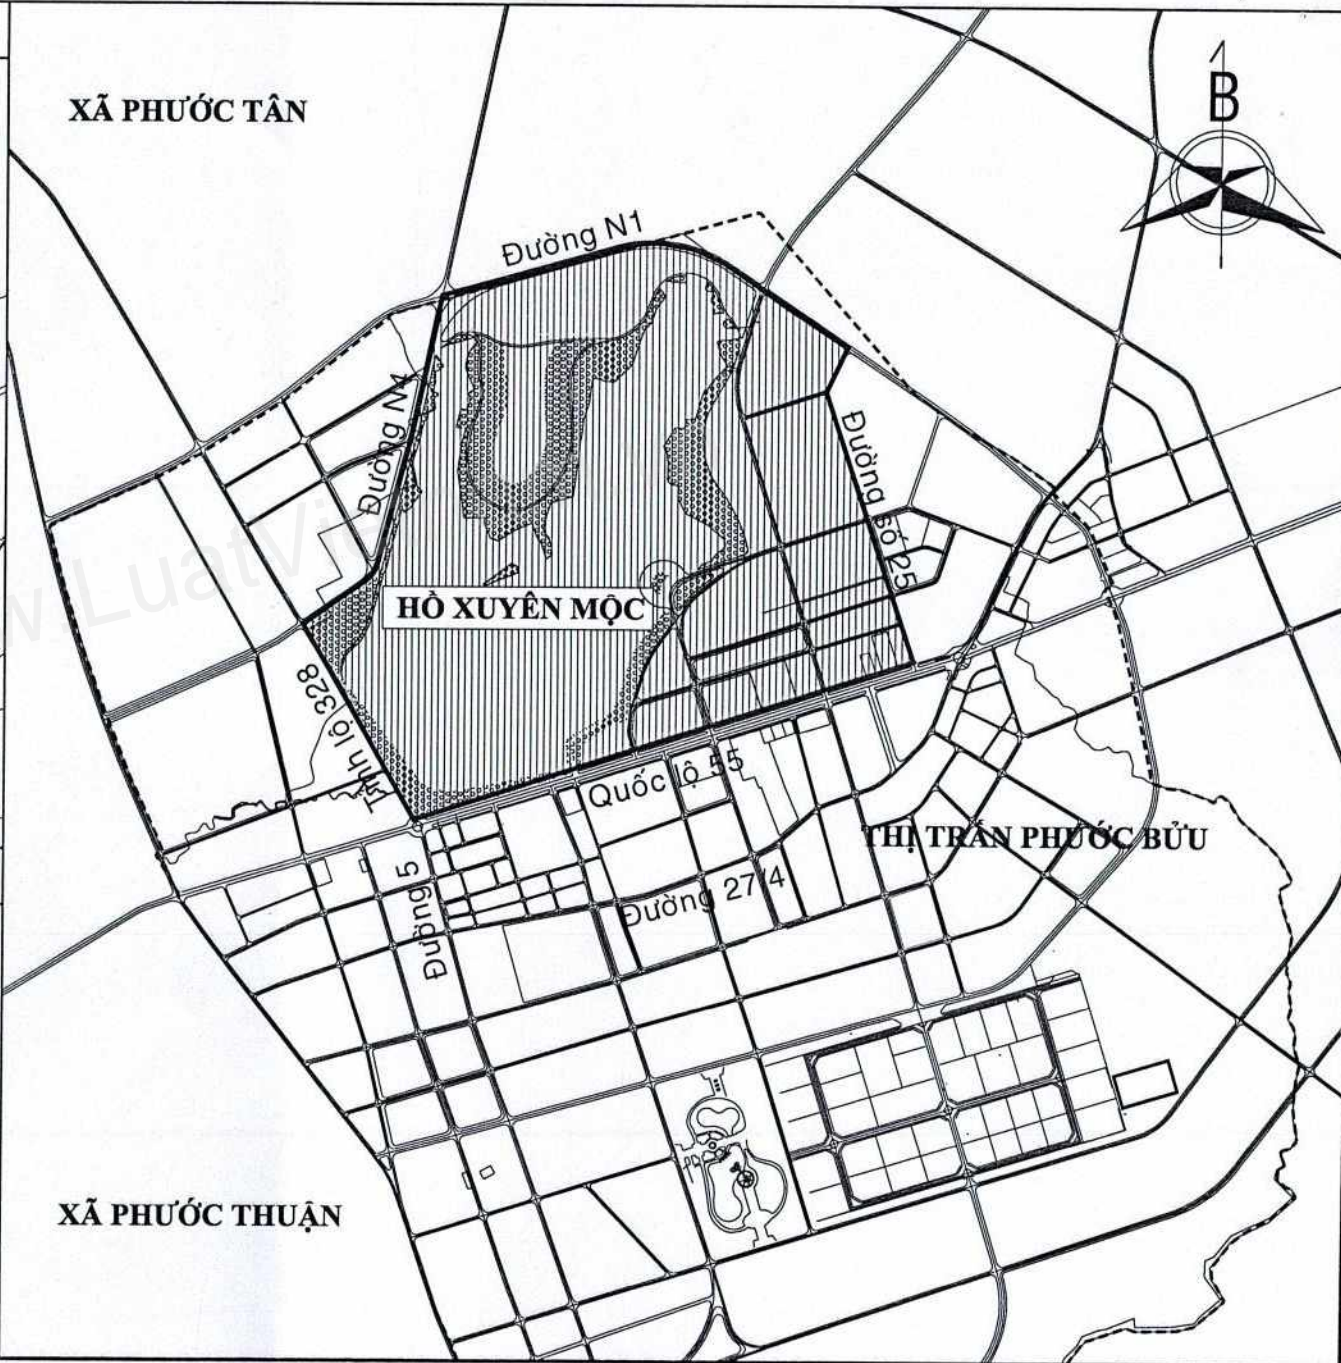 XÃ PHƯỚC TÂN
B
Đường N1
Đường N4
Đường số 25
w.LuatVie
HỒ XUYÊN MỘC
Tỉnh lộ 328
Quốc lộ 55
THỊ TRẤN PHƯỚC BỬU
Đường 5
Đường 27/4
XÃ PHƯỚC THUẬN